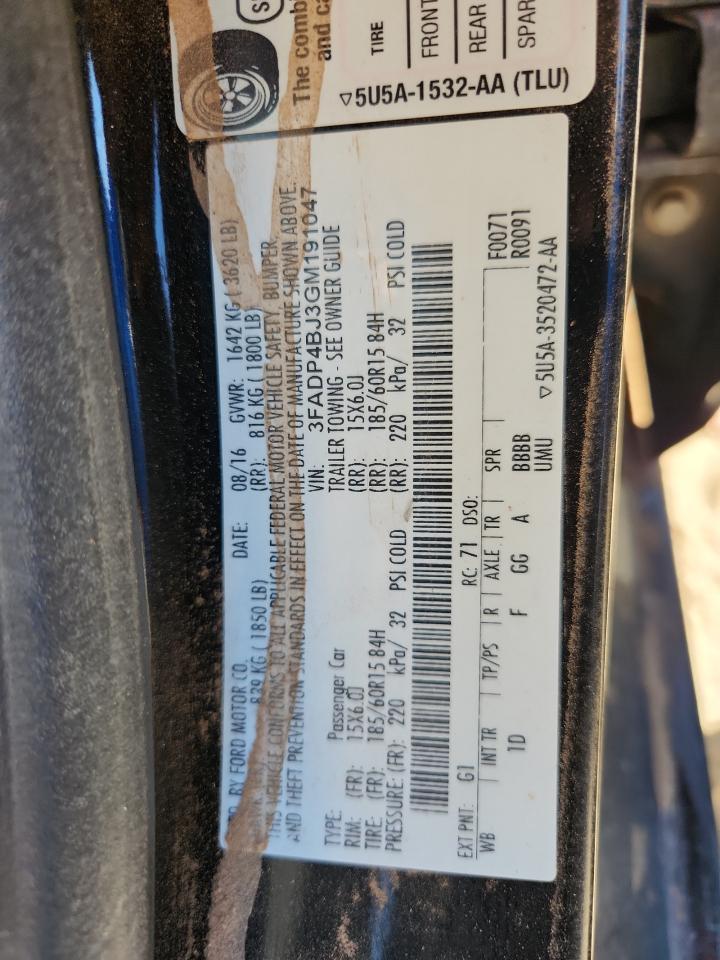 The combi
and ca
TIRE
FRONT
REAR
SPAR
▽5U5A-1532-AA (TLU)
BY FORD MOTOR CO. DATE: 08/16 GVWR: 1642 KG ( 3620 LB)
839 KG ( 1850 LB) (RR): 816 KG ( 1800 LB)
THIS VEHICLE CONFORMS TO ALL APPLICABLE FEDERAL MOTOR VEHICLE SAFETY, BUMPER,
AND THEFT PREVENTION STANDARDS IN EFFECT ON THE DATE OF MANUFACTURE SHOWN ABOVE.
VIN: 3FADP4BJ3GM191047
TYPE: Passenger Car TRAILER TOWING - SEE OWNER GUIDE
RIM: (FR): 15X6.0J (RR): 15X6.0J
TIRE: (FR): 185/60R15 84H (RR): 185/60R15 84H
PRESSURE: (FR): 220 kPa/ 32 PSI COLD (RR): 220 kPa/ 32 PSI COLD
EXT PNT: G1 RC: 71 DSO: F0071
WB INT TR TP/PS R AXLE TR SPR R0091
1D F GG A BBBB
UMU ▽5U5A-3520472-AA